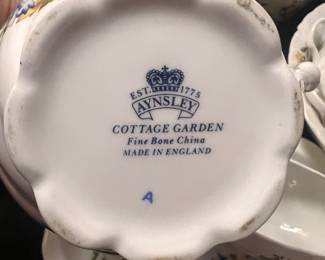 EST. 1775
AYNSLEY
COTTAGE GARDEN
Fine Bone China
MADE IN ENGLAND
A